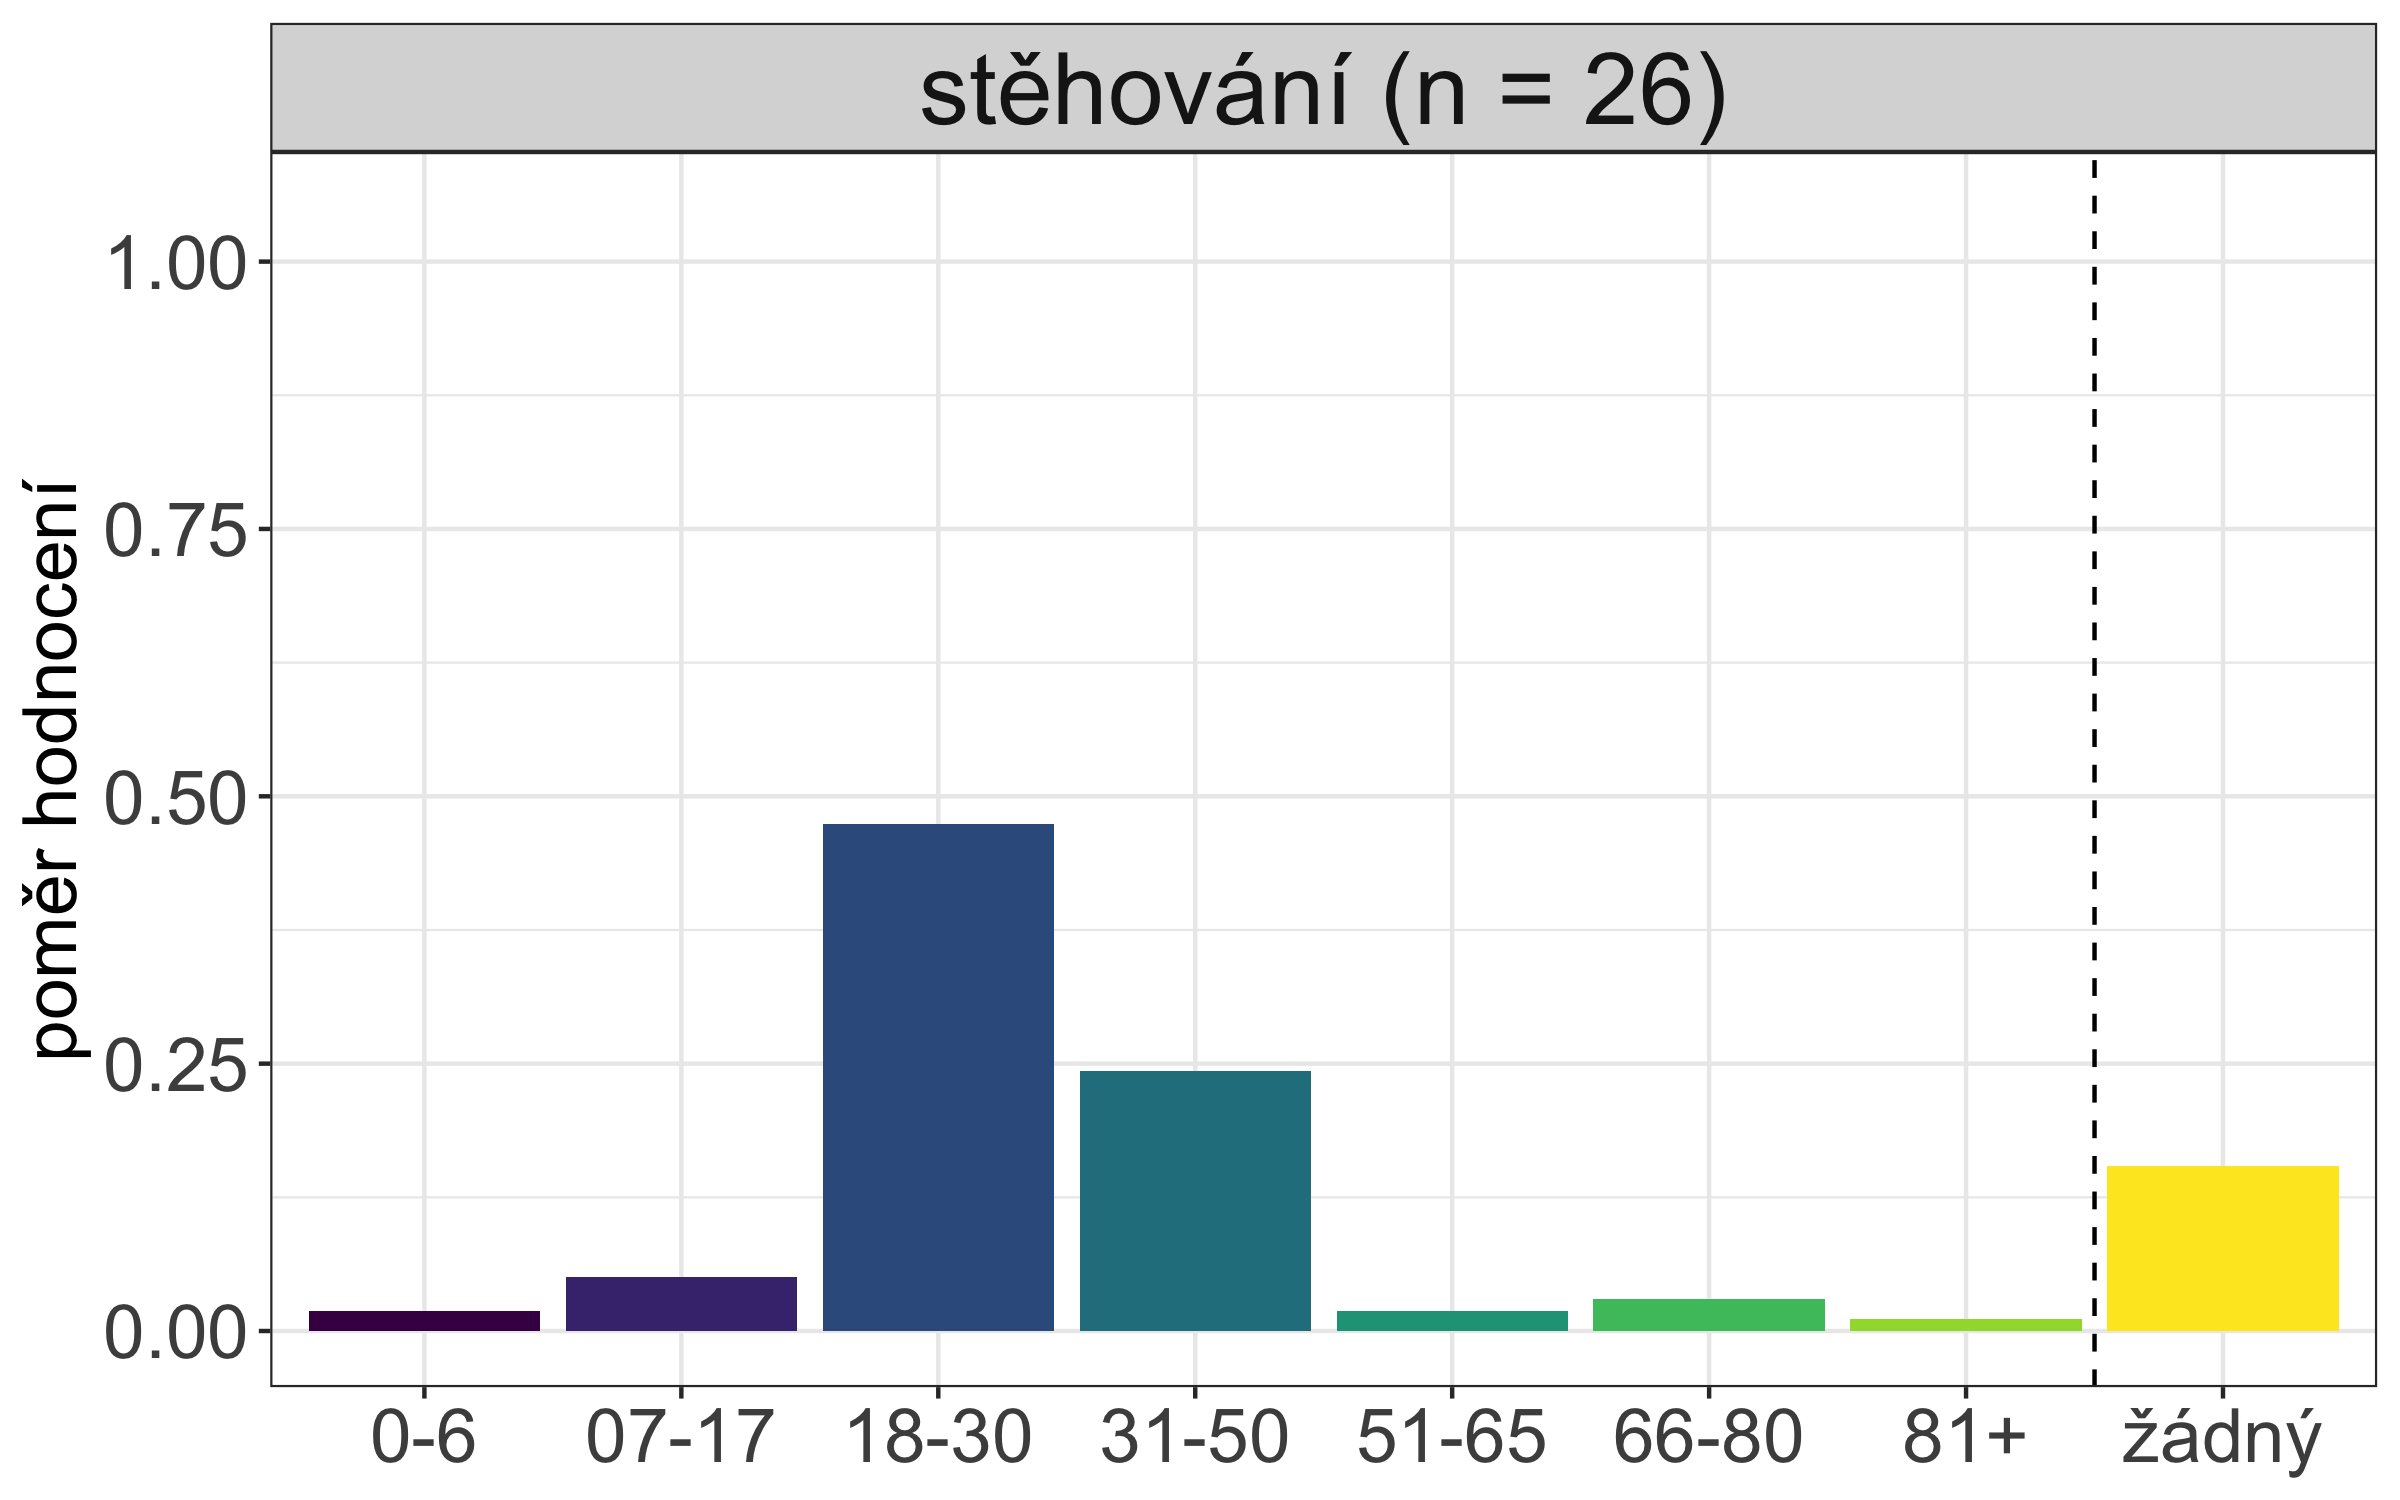 stěhování (n = 26)
poměr hodnocení
1.00
0.75
0.50
0.25
0.00
0-6 07-17 18-30 31-50 51-65 66-80 81+ žádný